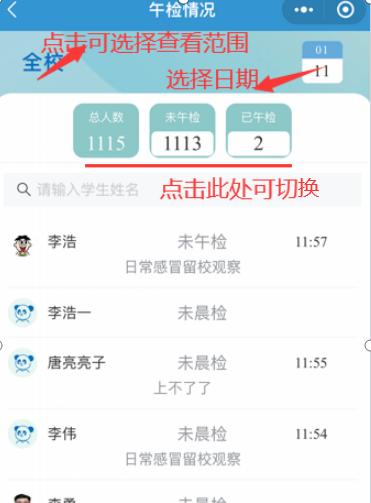 午检情况
点击可选择查看范围
全校
01
11
选择日期
总人数
未午检
已午检
1115
1113
2
请输入学生姓名
点击此处可切换
李浩
未午检
11:57
日常感冒留校观察
李浩一
未晨检
唐亮亮子
未晨检
11:55
上不了了
李伟
未晨检
11:54
日常感冒留校观察